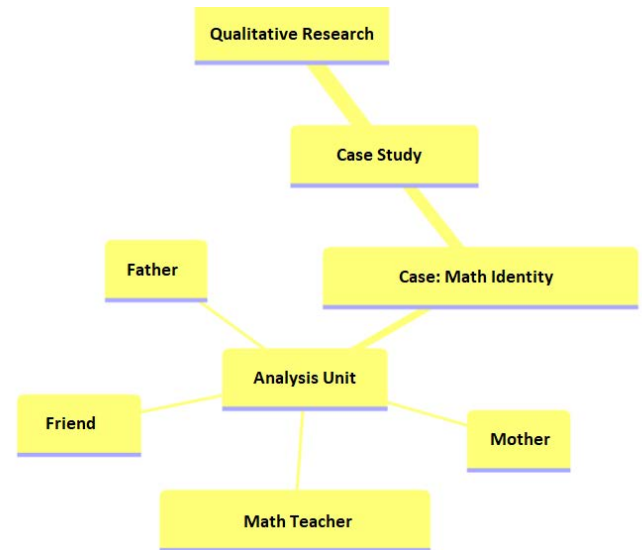 Qualitative Research
Case Study
Case: Math Identity
Father
Analysis Unit
Friend
Mother
Math Teacher